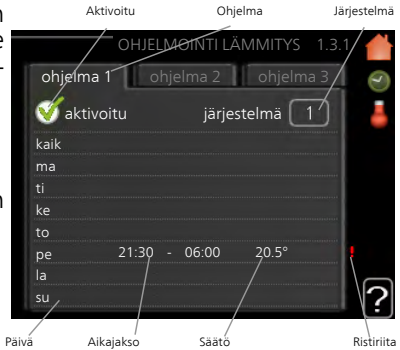 Aktivoitu Ohjelma Järjestelmä
OHJELMOINTI LÄMMITYS 1.3.1
ohjelma 1 ohjelma 2 ohjelma 3
aktivoitu järjestelmä 1
kaik
ma
ti
ke
to
pe 21:30 - 06:00 20.5° !
la
su
?
Päivä Aikajakso Säätö Ristiriita